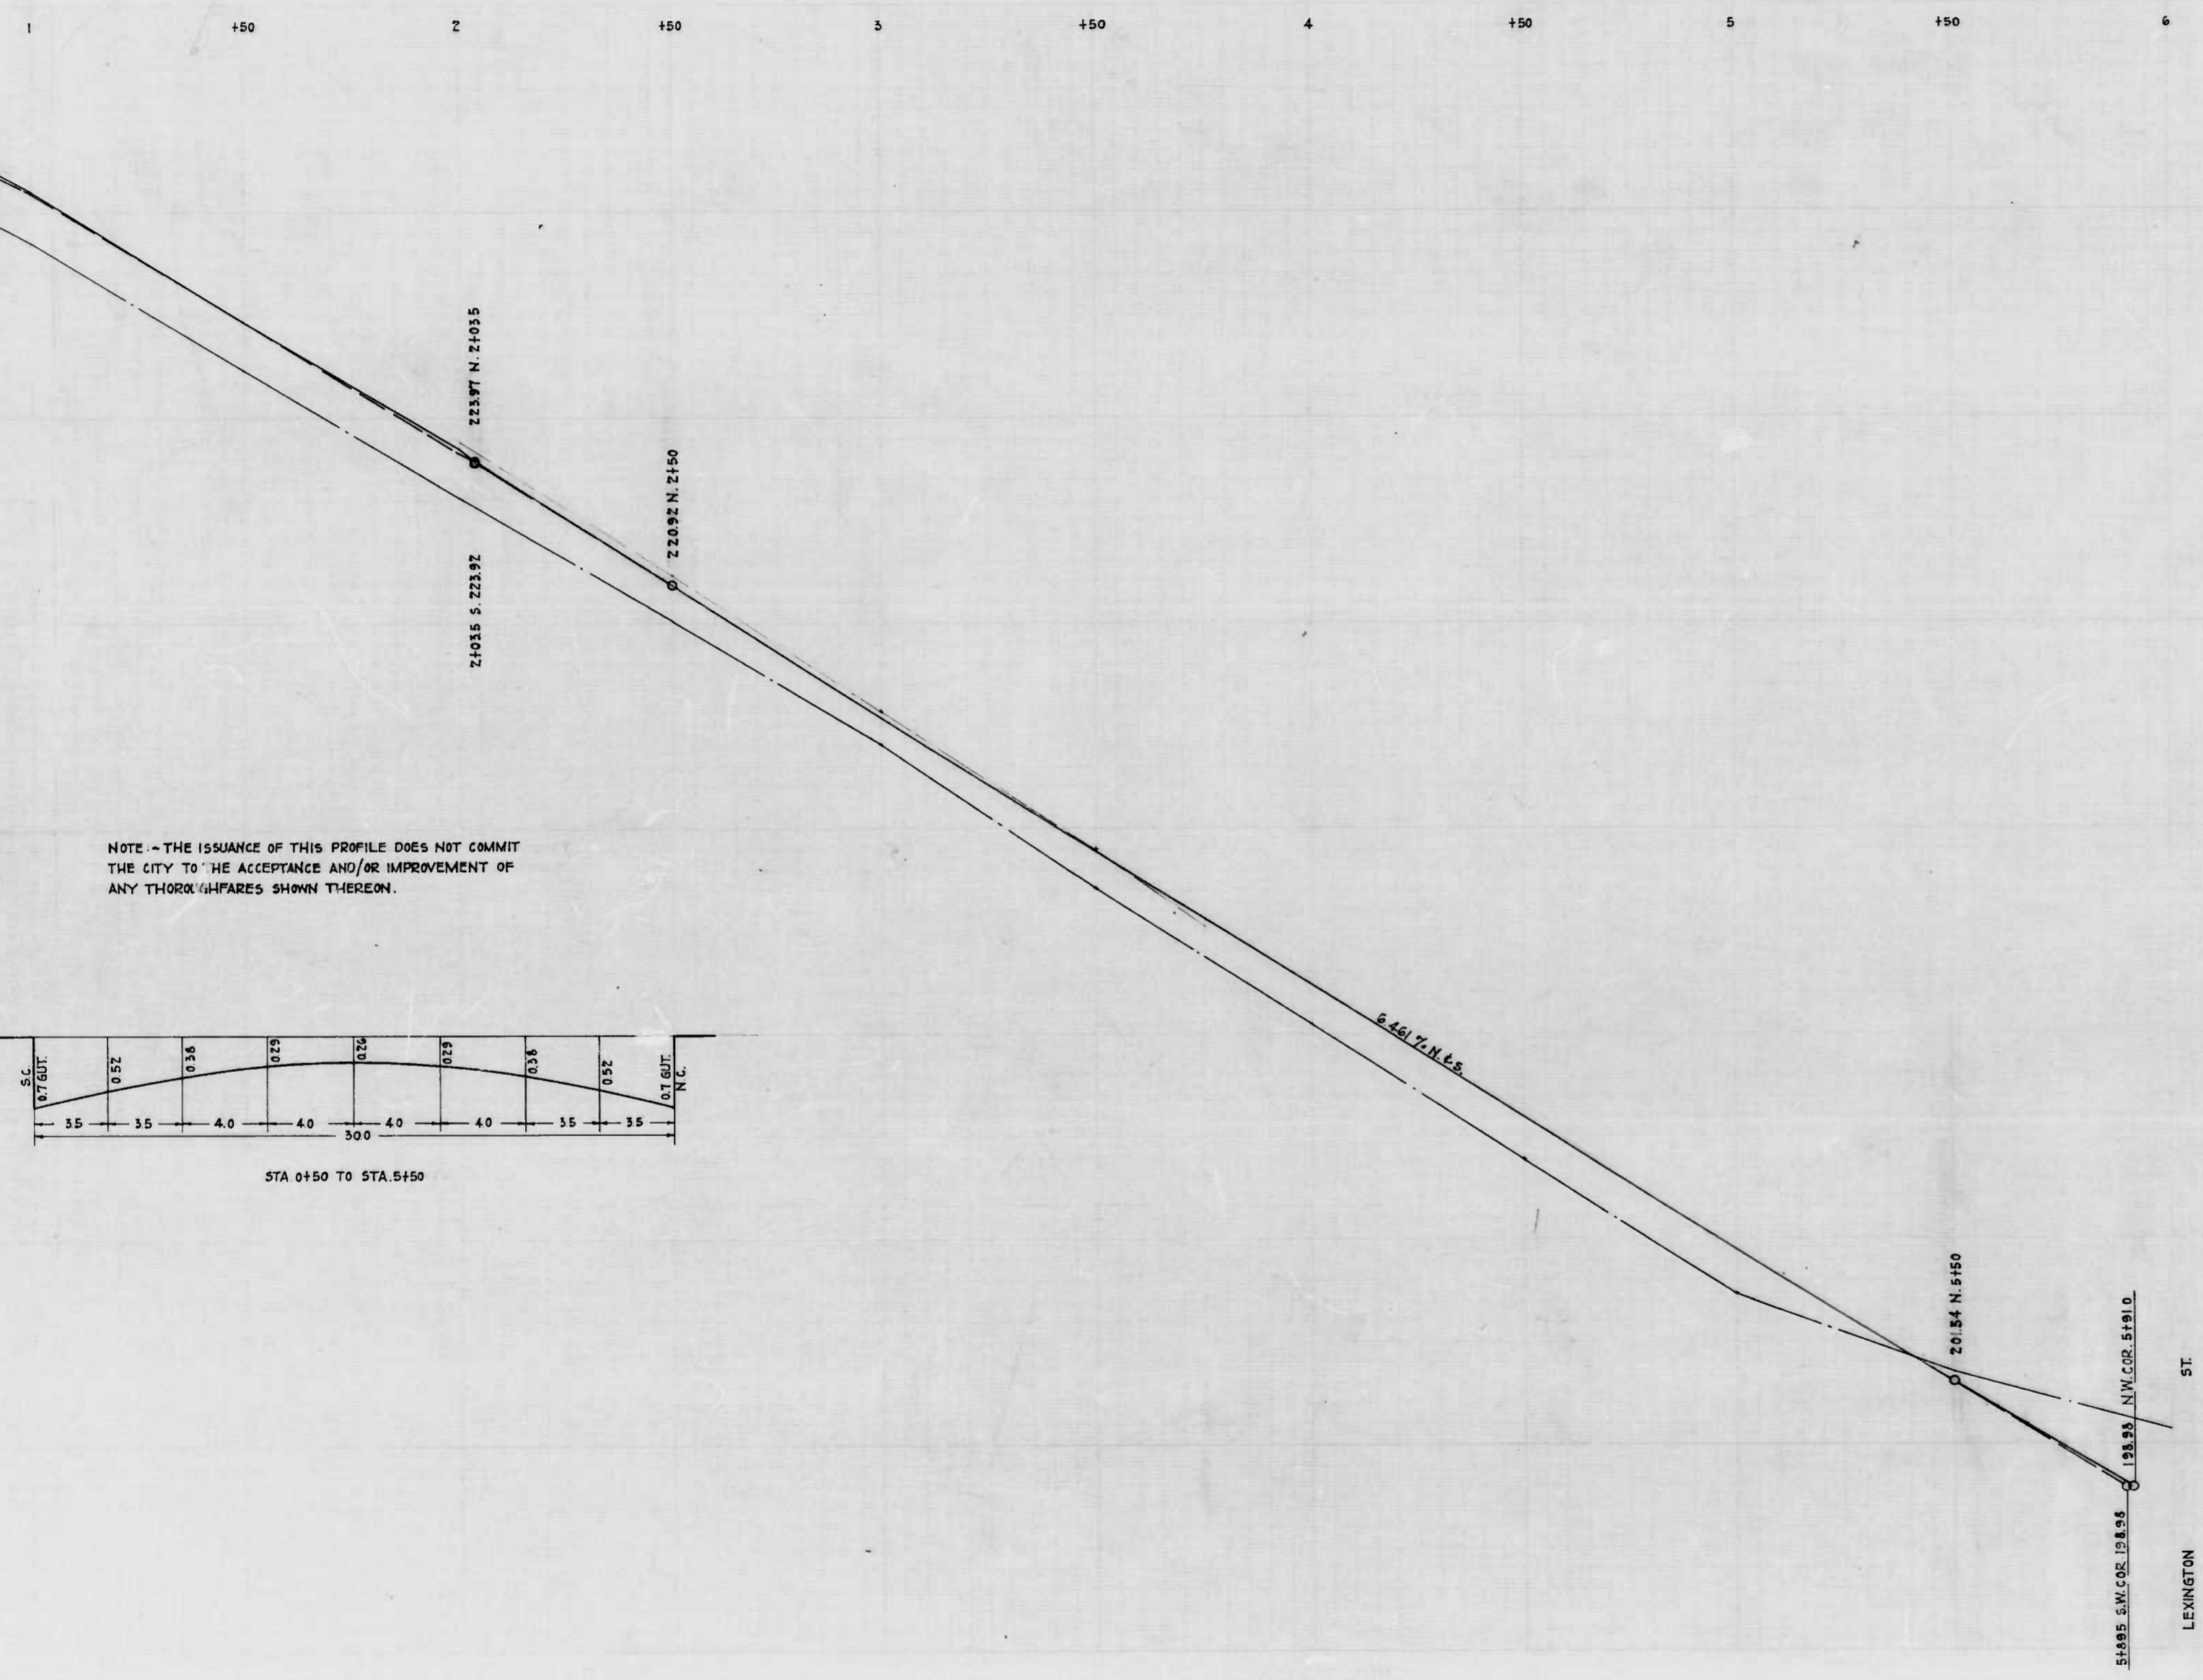 1 +50 2 +50 3 +50 4 +50 5 +50 6
223.97 N. 2+03.5
2+03.5 S. 223.92
220.92 N. 2+50
NOTE:- THE ISSUANCE OF THIS PROFILE DOES NOT COMMIT
THE CITY TO THE ACCEPTANCE AND/OR IMPROVEMENT OF
ANY THOROUGHFARES SHOWN THEREON.
6.461 % N.&S.
S.C.
0.7 GUT.
0.52
0.38
0.29
0.26
0.29
0.38
0.52
0.7 GUT.
N.C.
3.5 3.5 4.0 4.0 4.0 4.0 3.5 3.5
30.0
STA. 0+50 TO STA. 5+50
201.54 N. 5+50
198.98 N.W. COR. 5+91.0
5+89.5 S.W. COR. 198.98
LEXINGTON ST.